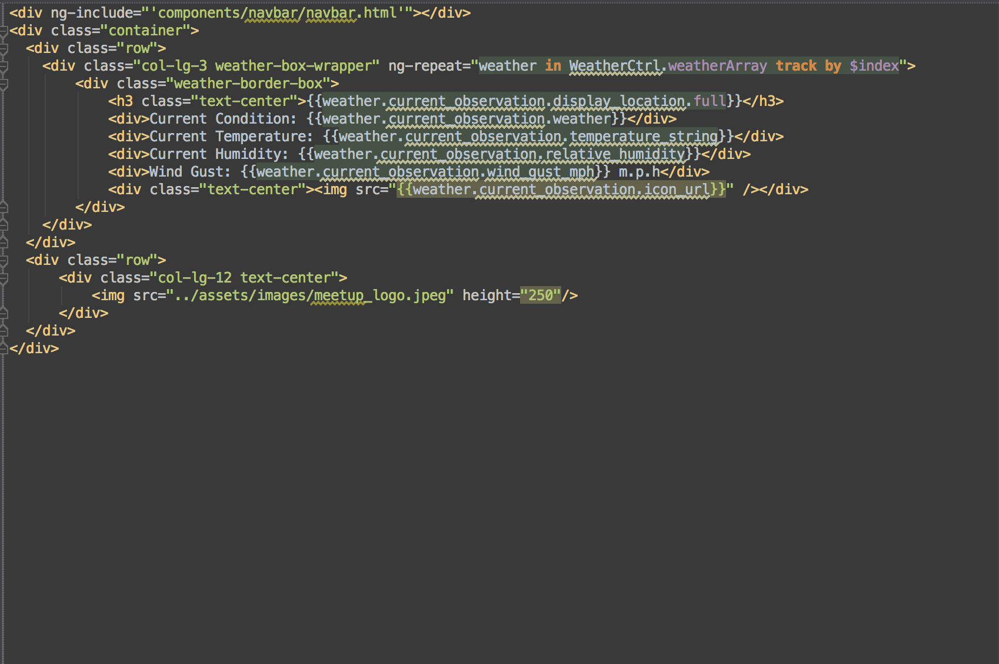 <div ng-include="'components/navbar/navbar.html'"></div>
<div class="container">
  <div class="row">
    <div class="col-lg-3 weather-box-wrapper" ng-repeat="weather in WeatherCtrl.weatherArray track by $index">
        <div class="weather-border-box">
            <h3 class="text-center">{{weather.current_observation.display_location.full}}</h3>
            <div>Current Condition: {{weather.current_observation.weather}}</div>
            <div>Current Temperature: {{weather.current_observation.temperature_string}}</div>
            <div>Current Humidity: {{weather.current_observation.relative_humidity}}</div>
            <div>Wind Gust: {{weather.current_observation.wind_gust_mph}} m.p.h</div>
            <div class="text-center"><img src="{{weather.current_observation.icon_url}}" /></div>
        </div>
    </div>
  </div>
  <div class="row">
      <div class="col-lg-12 text-center">
          <img src="../assets/images/meetup_logo.jpeg" height="250"/>
      </div>
  </div>
</div>